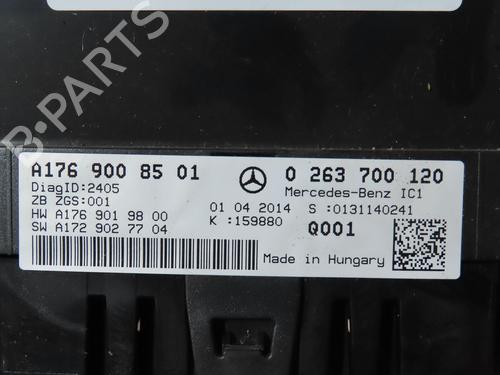 A176 900 85 01 0 263 700 120
DiagID:2405 Mercedes-Benz IC1
ZB ZGS:001 01 04 2014 S :0131140241
HW A176 901 98 00 K :159880 Q001
SW A172 902 77 04
Made in Hungary
B-PARTS